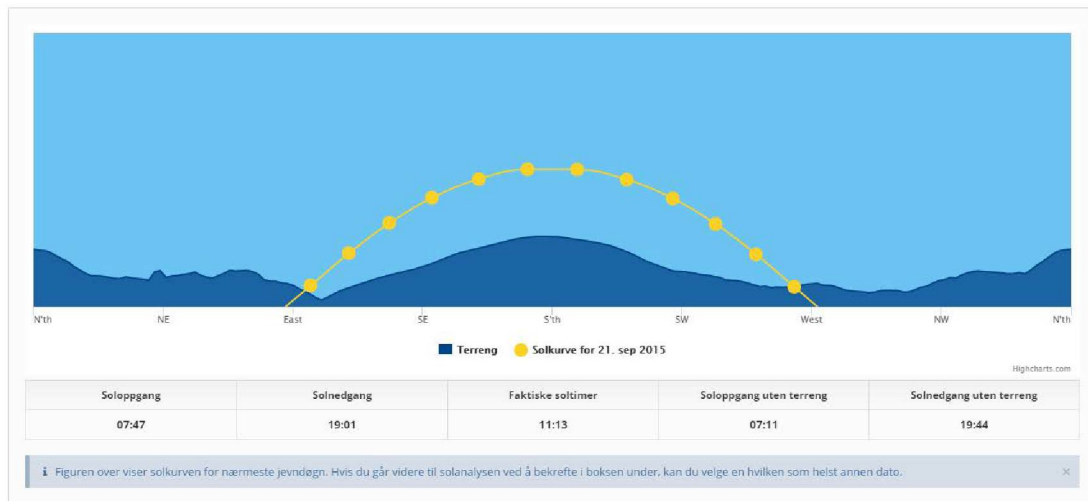 N'th NE East SE S'th SW West NW N'th
Terreng Solkurve for 21. sep 2015
Highcharts.com
Soloppgang Solnedgang Faktiske soltimer Soloppgang uten terreng Solnedgang uten terreng
07:47 19:01 11:13 07:11 19:44
i Figuren over viser solkurven for nærmeste jevndøgn. Hvis du går videre til solanalysen ved å bekrefte i boksen under, kan du velge en hvilken som helst annen dato. ×